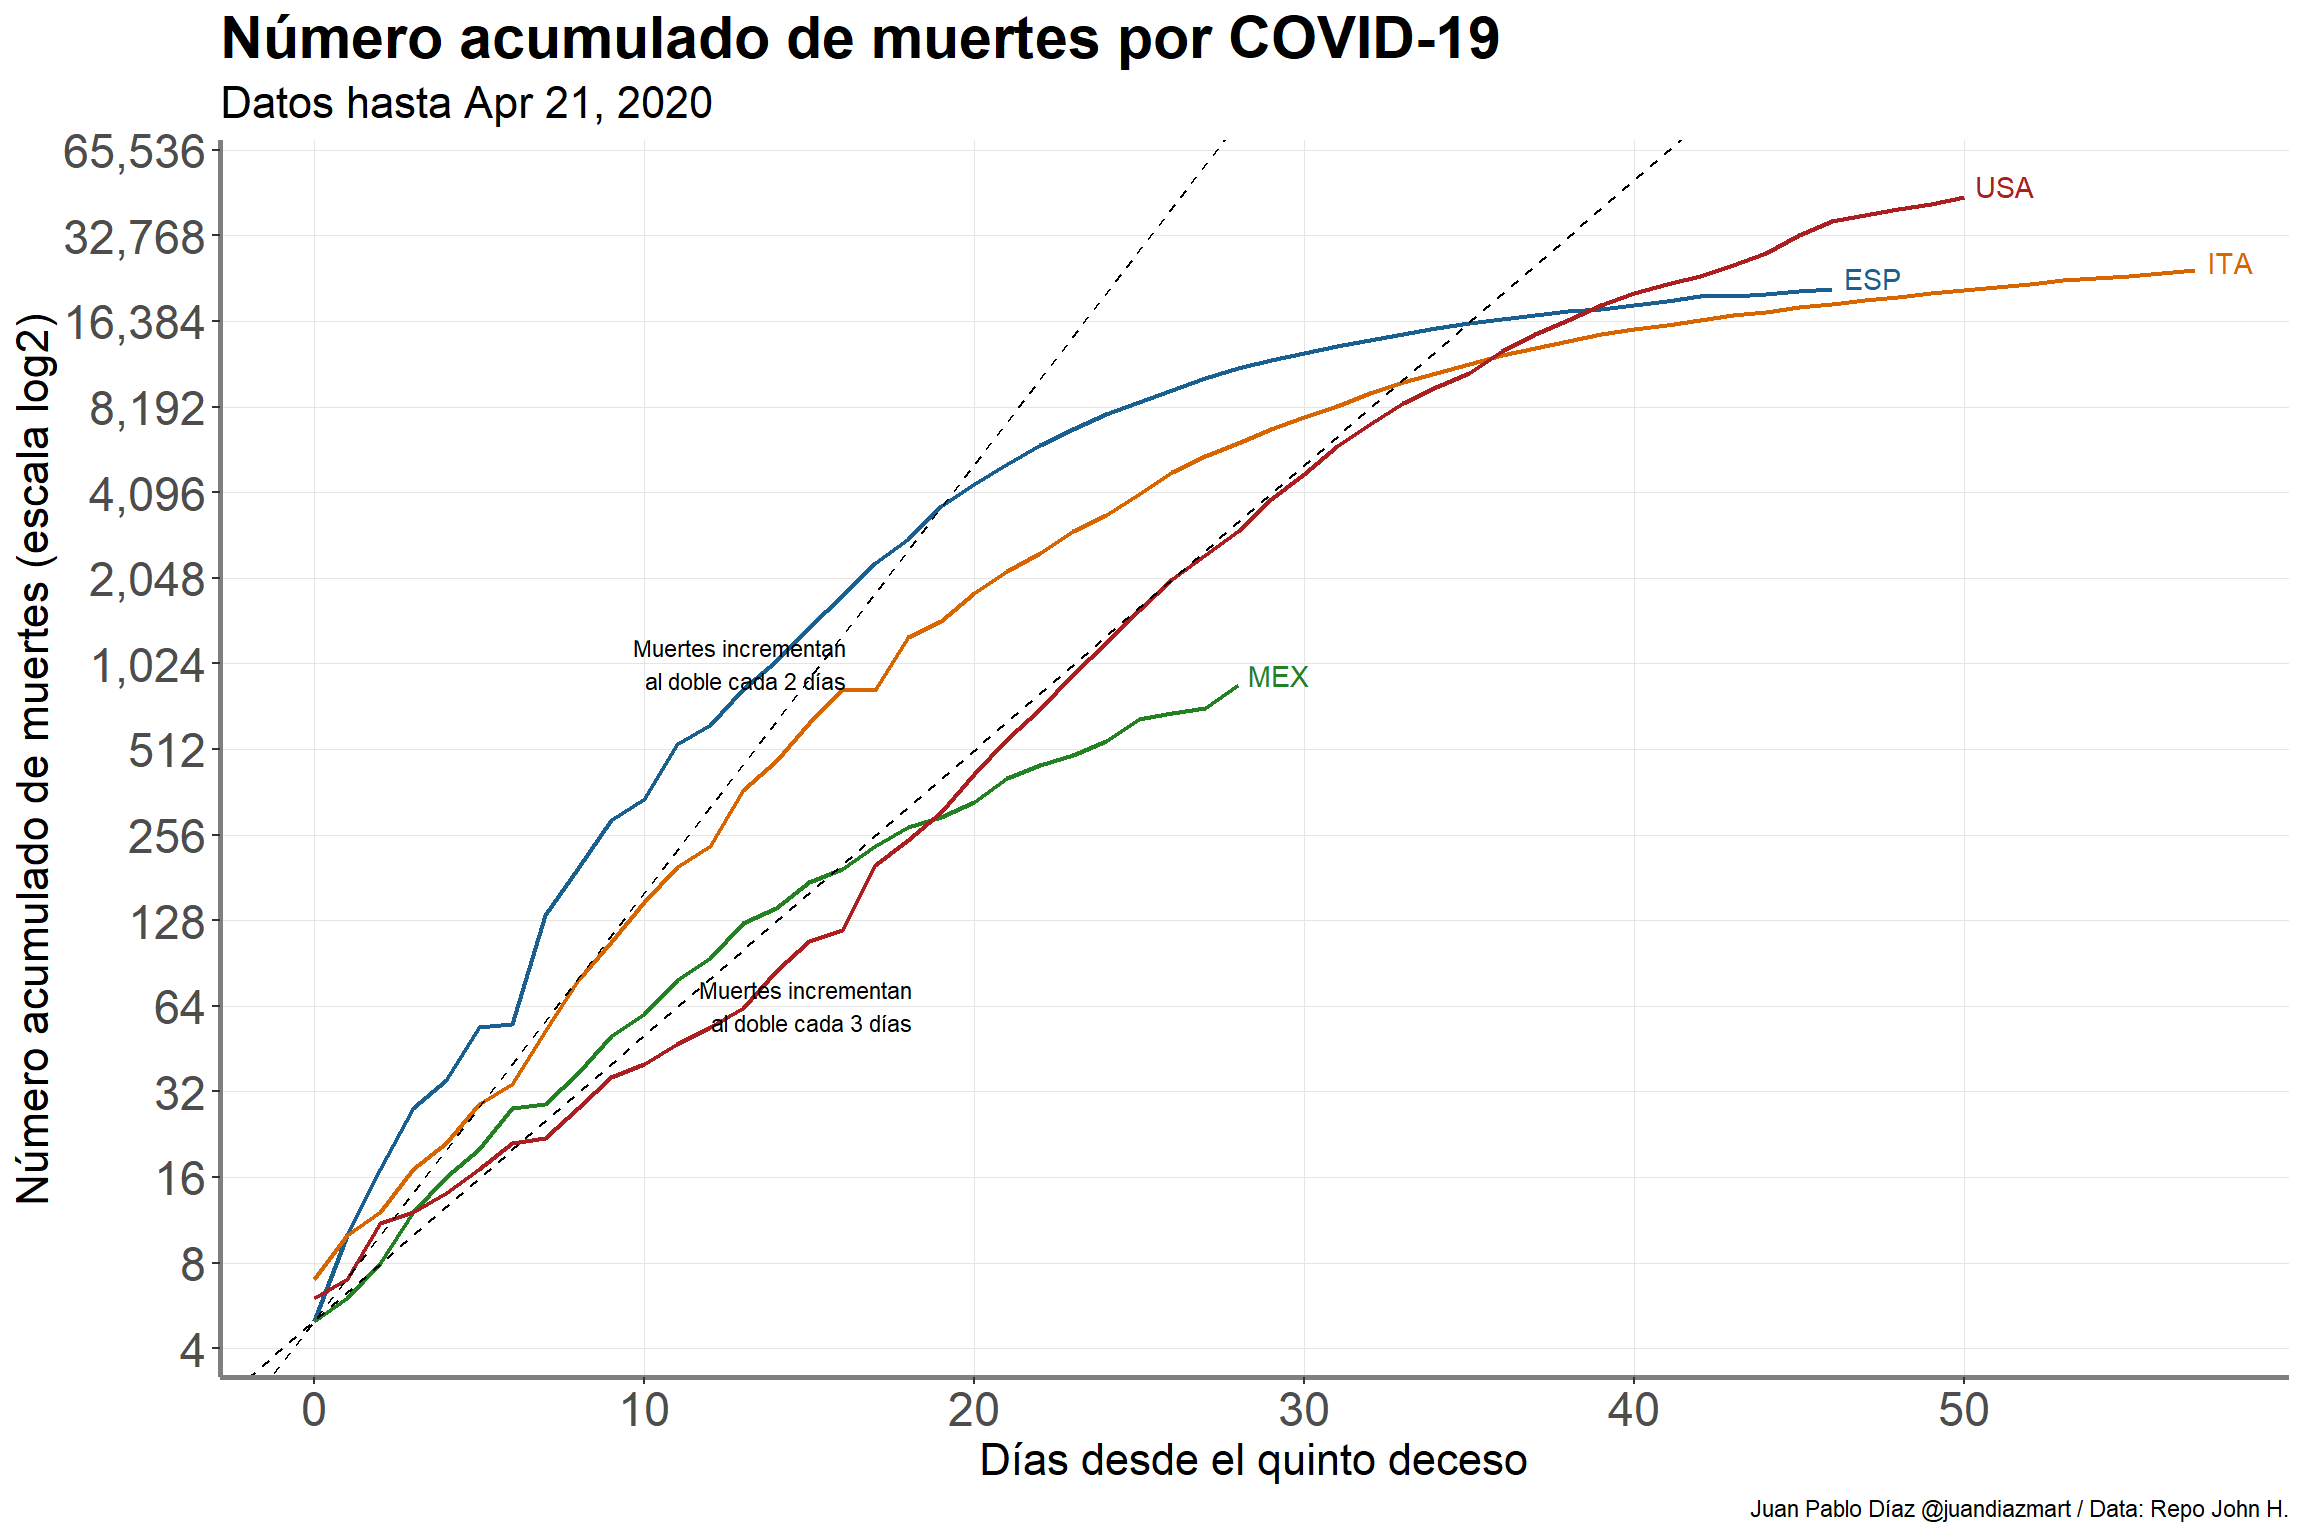 Número acumulado de muertes por COVID-19
Datos hasta Apr 21, 2020
Número acumulado de muertes (escala log2)
65,536
32,768
16,384
8,192
4,096
2,048
1,024
512
256
128
64
32
16
8
4
USA
ITA
ESP
MEX
Muertes incrementan
al doble cada 2 días
Muertes incrementan
al doble cada 3 días
0
10
20
30
40
50
Días desde el quinto deceso
Juan Pablo Díaz @juandiazmart / Data: Repo John H.